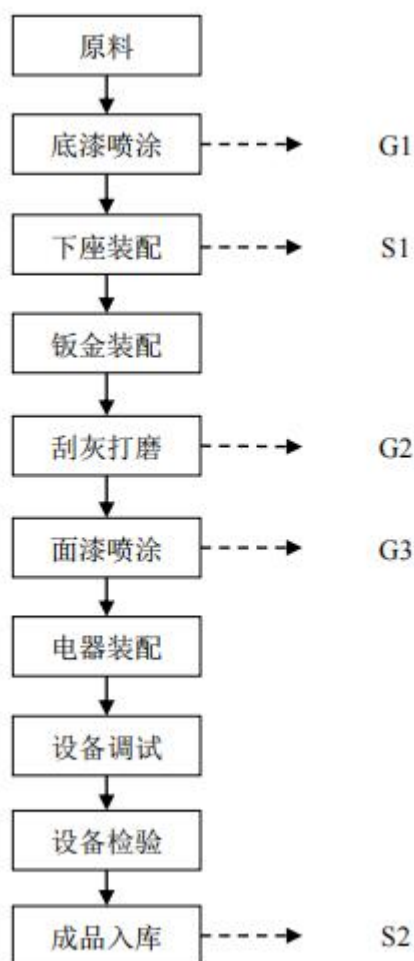 原料
底漆喷涂 G1
下座装配 S1
钣金装配
刮灰打磨 G2
面漆喷涂 G3
电器装配
设备调试
设备检验
成品入库 S2